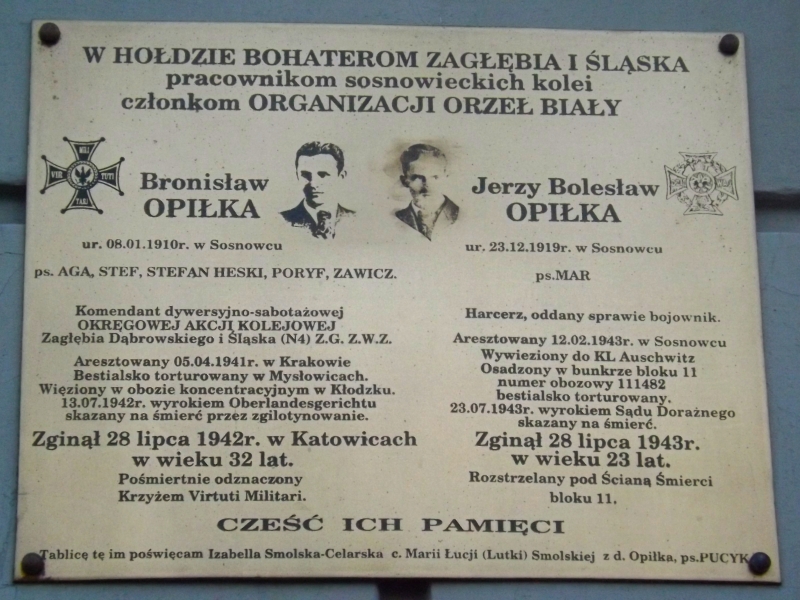 W HOŁDZIE BOHATEROM ZAGŁĘBIA I ŚLĄSKA
pracownikom sosnowieckich kolei
członkom ORGANIZACJI ORZEŁ BIAŁY
MILI
VIR TUTI
TARI
Bronisław
OPIŁKA
ur. 08.01.1910r. w Sosnowcu
ps. AGA, STEF, STEFAN HESKI, PORYF, ZAWICZ.
Komendant dywersyjno-sabotażowej
OKRĘGOWEJ AKCJI KOLEJOWEJ
Zagłębia Dąbrowskiego i Śląska (N4) Z.G. Z.W.Z.
Aresztowany 05.04.1941r. w Krakowie
Bestialsko torturowany w Mysłowicach.
Więziony w obozie koncentracyjnym w Kłodzku.
13.07.1942r. wyrokiem Oberlandesgerichtu
skazany na śmierć przez zgilotynowanie.
Zginął 28 lipca 1942r. w Katowicach
w wieku 32 lat.
Pośmiertnie odznaczony
Krzyżem Virtuti Militari.
Jerzy Bolesław
OPIŁKA
ur. 23.12.1919r. w Sosnowcu
ps.MAR
Harcerz, oddany sprawie bojownik.
Aresztowany 12.02.1943r. w Sosnowcu
Wywieziony do KL Auschwitz
Osadzony w bunkrze bloku 11
numer obozowy 111482
bestialsko torturowany.
23.07.1943r. wyrokiem Sądu Doraźnego
skazany na śmierć.
Zginął 28 lipca 1943r.
w wieku 23 lat.
Rozstrzelany pod Ścianą Śmierci
bloku 11.
CZEŚĆ ICH PAMIĘCI
Tablicę tę im poświęcam Izabella Smolska-Celarska c. Marii Łucji (Lutki) Smolskiej z d. Opiłka, ps.PUCYK